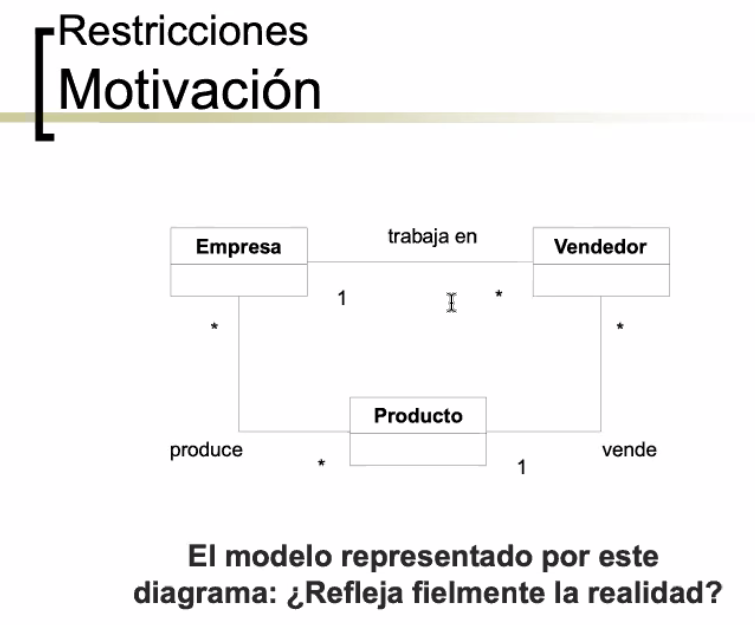 Restricciones
Motivación
trabaja en
Empresa
Vendedor
1
*
*
*
Producto
produce
vende
*
1
El modelo representado por este
diagrama: ¿Refleja fielmente la realidad?